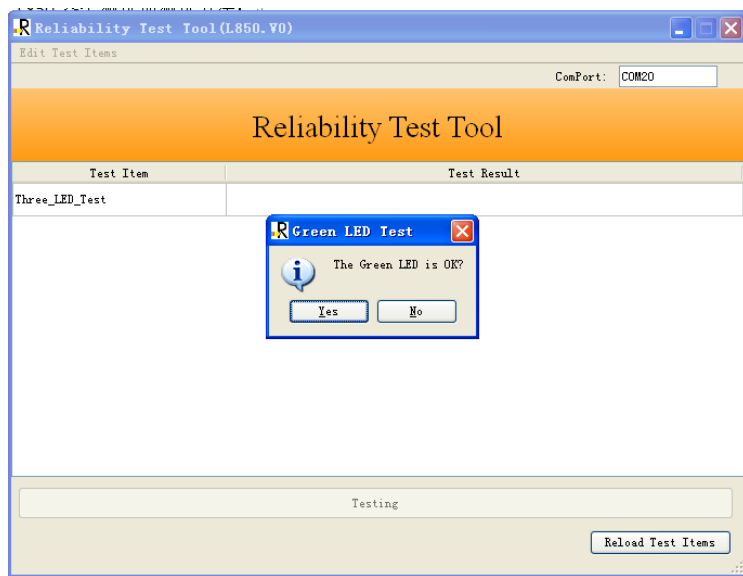 Reliability Test Tool(L850.V0)
Edit Test Items
ComPort: COM20
Reliability Test Tool
Test Item Test Result
Three_LED_Test
Green LED Test
The Green LED is OK?
Yes No
Testing
Reload Test Items